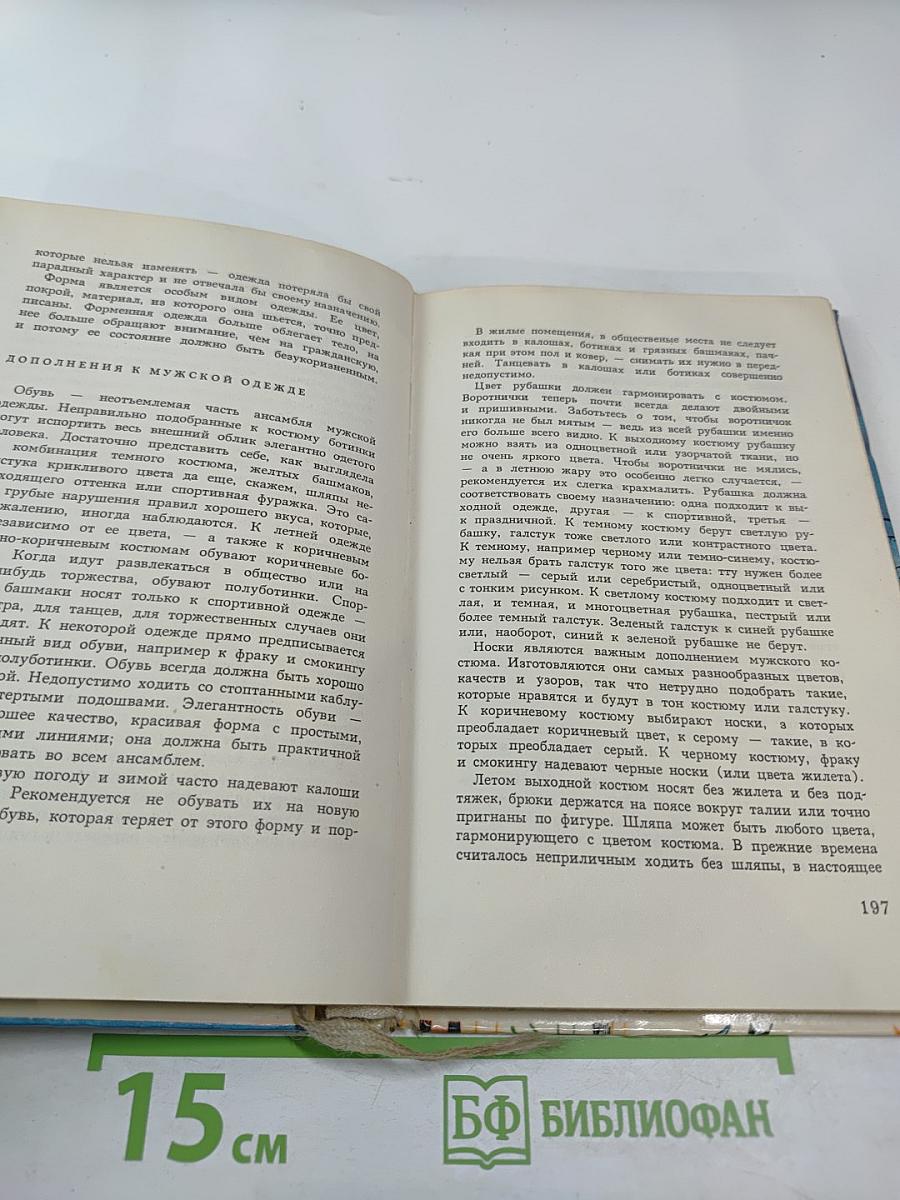 которые нельзя изменять — одежда потеряла бы свой
парадный характер и не отвечала бы своему назначению.
Форма является особым видом одежды. Ее цвет,
покрой, материал, из которого она шьется, точно пред-
писаны. Форменная одежда больше облегает тело, на
нее больше обращают внимание, чем на гражданскую,
и потому ее состояние должно быть безукоризненным.
ДОПОЛНЕНИЯ К МУЖСКОЙ ОДЕЖДЕ
Обувь — неотъемлемая часть ансамбля мужской
одежды. Неправильно подобранные к костюму ботинки
могут испортить весь внешний облик элегантно одетого
человека. Достаточно представить себе, как выглядела
комбинация темного костюма, желтых башмаков,
стука крикливого цвета да еще, скажем, шляпы не-
ходящего оттенка или спортивная фуражка. Это са-
грубые нарушения правил хорошего вкуса, которые,
жалению, иногда наблюдаются. К летней одежде
езависимо от ее цвета, — а также к коричневым
но-коричневым костюмам обувают коричневые бо-
Когда идут развлекаться в общество или на
нибудь торжества, обувают полуботинки. Спор-
башмаки носят только к спортивной одежде —
тра, для танцев, для торжественных случаев они
дят. К некоторой одежде прямо предписывается
нный вид обуви, например к фраку и смокингу
полуботинки. Обувь всегда должна быть хорошо
ой. Недопустимо ходить со стоптанными каблу-
тертыми подошвами. Элегантность обуви —
ошее качество, красивая форма с простыми,
ими линиями; она должна быть практичной
овать во всем ансамблем.
вую погоду и зимой часто надевают калоши
Рекомендуется не обувать их на новую
бувь, которая теряет от этого форму и пор-
В жилые помещения, в общественые места не следует
входить в калошах, ботиках и грязных башмаках, пач-
кая при этом пол и ковер, — снимать их нужно в перед-
ней. Танцевать в калошах или ботиках совершенно
недопустимо.
Цвет рубашки должен гармонировать с костюмом.
Воротнички теперь почти всегда делают двойными
и пришивными. Заботьтесь о том, чтобы воротничок
никогда не был мятым — ведь из всей рубашки именно
его больше всего видно. К выходному костюму рубашку
можно взять из одноцветной или узорчатой ткани, но
не очень яркого цвета. Чтобы воротнички не мялись,
— а в летнюю жару это особенно легко случается, —
рекомендуется их слегка крахмалить. Рубашка должна
соответствовать своему назначению: одна подходит к вы-
ходной одежде, другая — к спортивной, третья —
к праздничной. К темному костюму берут светлую ру-
башку, галстук тоже светлого или контрастного цвета.
К темному, например черному или темно-синему, костю-
му нельзя брать галстук того же цвета: тту нужен более
светлый — серый или серебристый, одноцветный или
с тонким рисунком. К светлому костюму подходит и свет-
лая, и темная, и многоцветная рубашка, пестрый или
более темный галстук. Зеленый галстук к синей рубашке
или, наоборот, синий к зеленой рубашке не берут.
Носки являются важным дополнением мужского ко-
стюма. Изготовляются они самых разнообразных цветов,
качеств и узоров, так что нетрудно подобрать такие,
которые нравятся и будут в тон костюму или галстуку.
К коричневому костюму выбирают носки, з которых
преобладает коричневый цвет, к серому — такие, в ко-
торых преобладает серый. К черному костюму, фраку
и смокингу надевают черные носки (или цвета жилета).
Летом выходной костюм носят без жилета и без под-
тяжек, брюки держатся на поясе вокруг талии или точно
пригнаны по фигуре. Шляпа может быть любого цвета,
гармонирующего с цветом костюма. В прежние времена
считалось неприличным ходить без шляпы, в настоящее
197
15 см
БФ БИБЛИОФАН